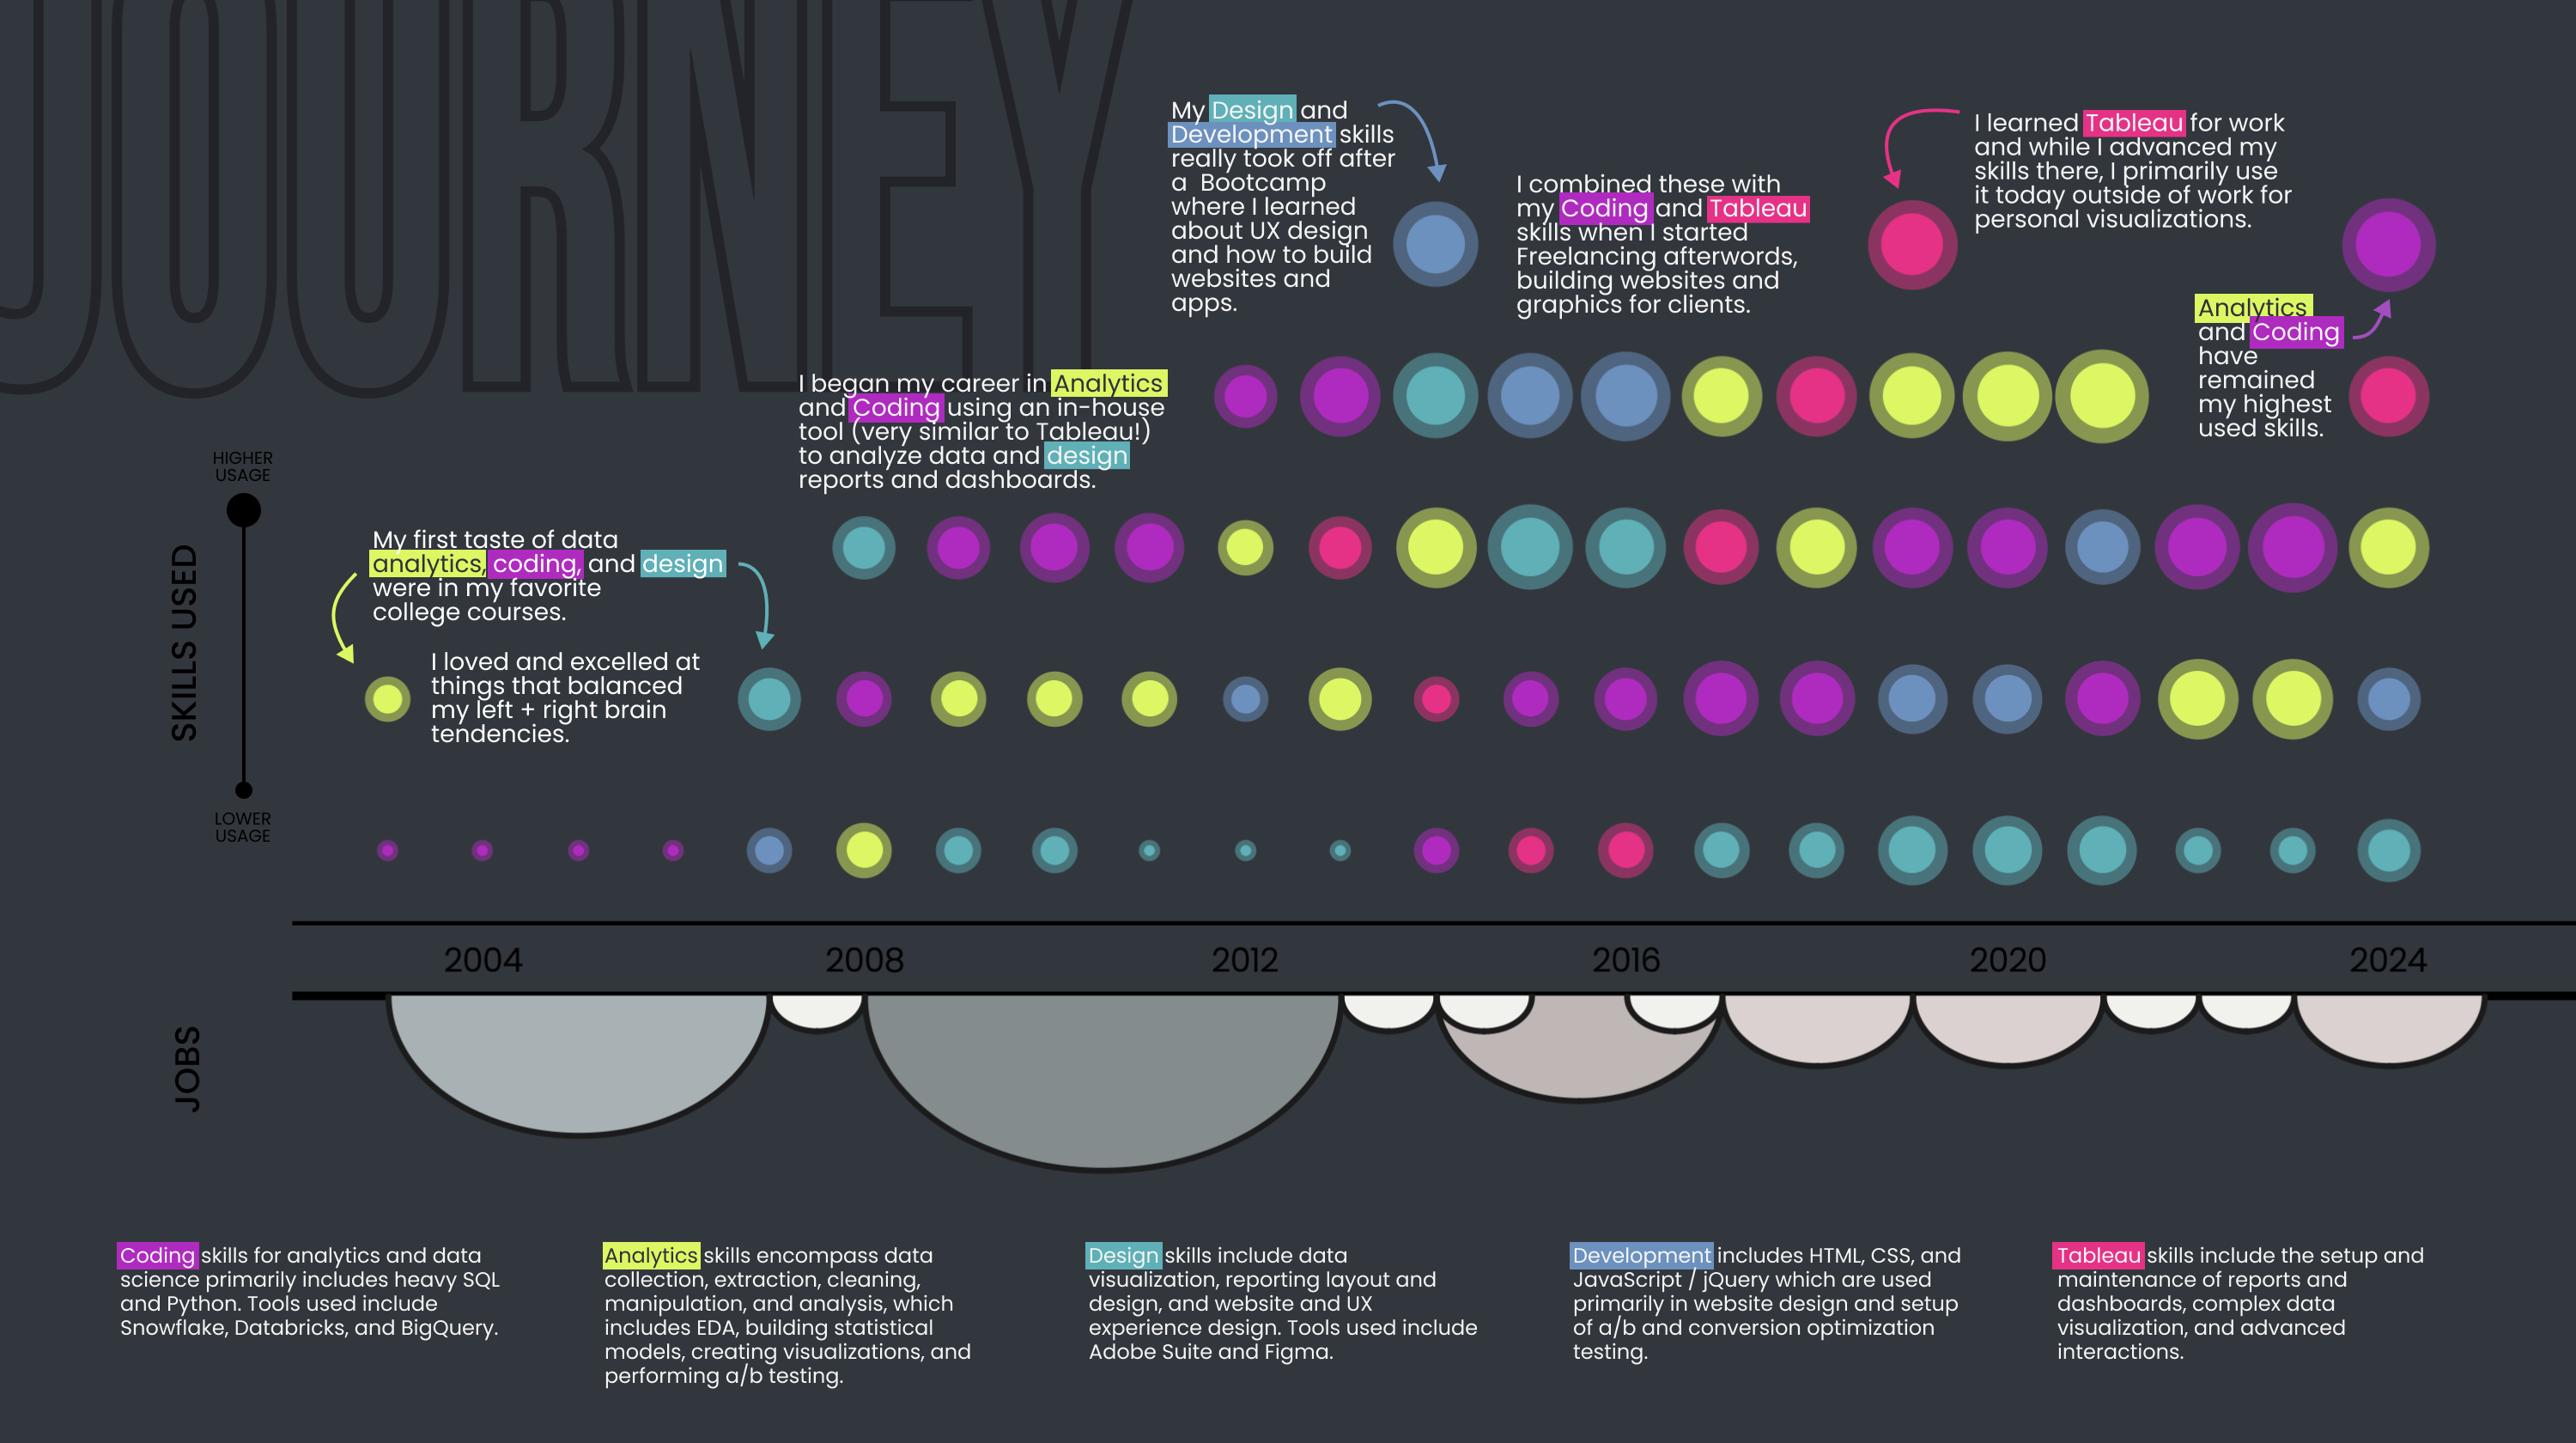 JOURNEY
My Design and
Development skills
really took off after
a Bootcamp
where I learned
about UX design
and how to build
websites and
apps.
I combined these with
my Coding and Tableau
skills when I started
Freelancing afterwords,
building websites and
graphics for clients.
I learned Tableau for work
and while I advanced my
skills there, I primarily use
it today outside of work for
personal visualizations.
Analytics
and Coding
have
remained
my highest
used skills.
I began my career in Analytics
and Coding using an in-house
tool (very similar to Tableau!)
to analyze data and design
reports and dashboards.
HIGHER
USAGE
SKILLS USED
LOWER
USAGE
My first taste of data
analytics, coding, and design
were in my favorite
college courses.
I loved and excelled at
things that balanced
my left + right brain
tendencies.
2004
2008
2012
2016
2020
2024
JOBS
Coding skills for analytics and data
science primarily includes heavy SQL
and Python. Tools used include
Snowflake, Databricks, and BigQuery.
Analytics skills encompass data
collection, extraction, cleaning,
manipulation, and analysis, which
includes EDA, building statistical
models, creating visualizations, and
performing a/b testing.
Design skills include data
visualization, reporting layout and
design, and website and UX
experience design. Tools used include
Adobe Suite and Figma.
Development includes HTML, CSS, and
JavaScript / jQuery which are used
primarily in website design and setup
of a/b and conversion optimization
testing.
Tableau skills include the setup and
maintenance of reports and
dashboards, complex data
visualization, and advanced
interactions.